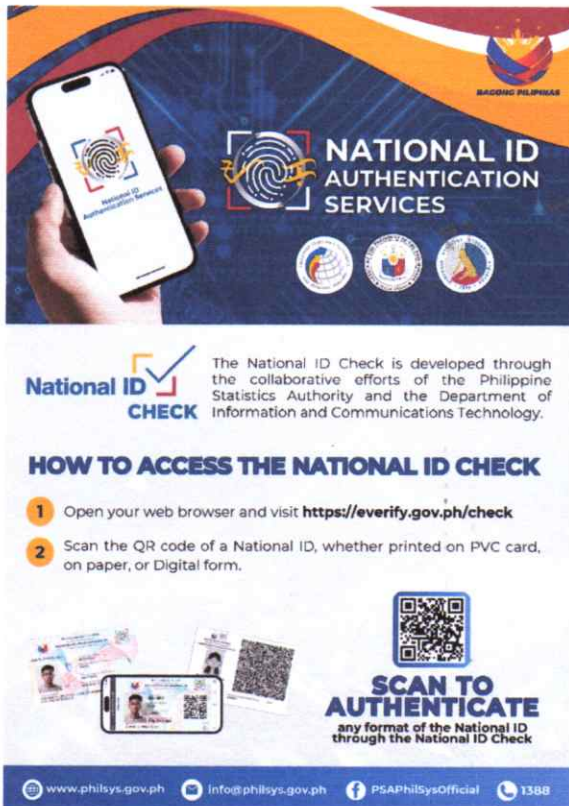 BAGONG PILIPINAS
National ID
Authentication Services
NATIONAL ID
AUTHENTICATION
SERVICES
National ID
CHECK
The National ID Check is developed through
the collaborative efforts of the Philippine
Statistics Authority and the Department of
Information and Communications Technology.
HOW TO ACCESS THE NATIONAL ID CHECK
1 Open your web browser and visit https://everify.gov.ph/check
2 Scan the QR code of a National ID, whether printed on PVC card,
on paper, or Digital form.
SCAN TO
AUTHENTICATE
any format of the National ID
through the National ID Check
www.philsys.gov.ph info@philsys.gov.ph PSAPhilSysOfficial 1388